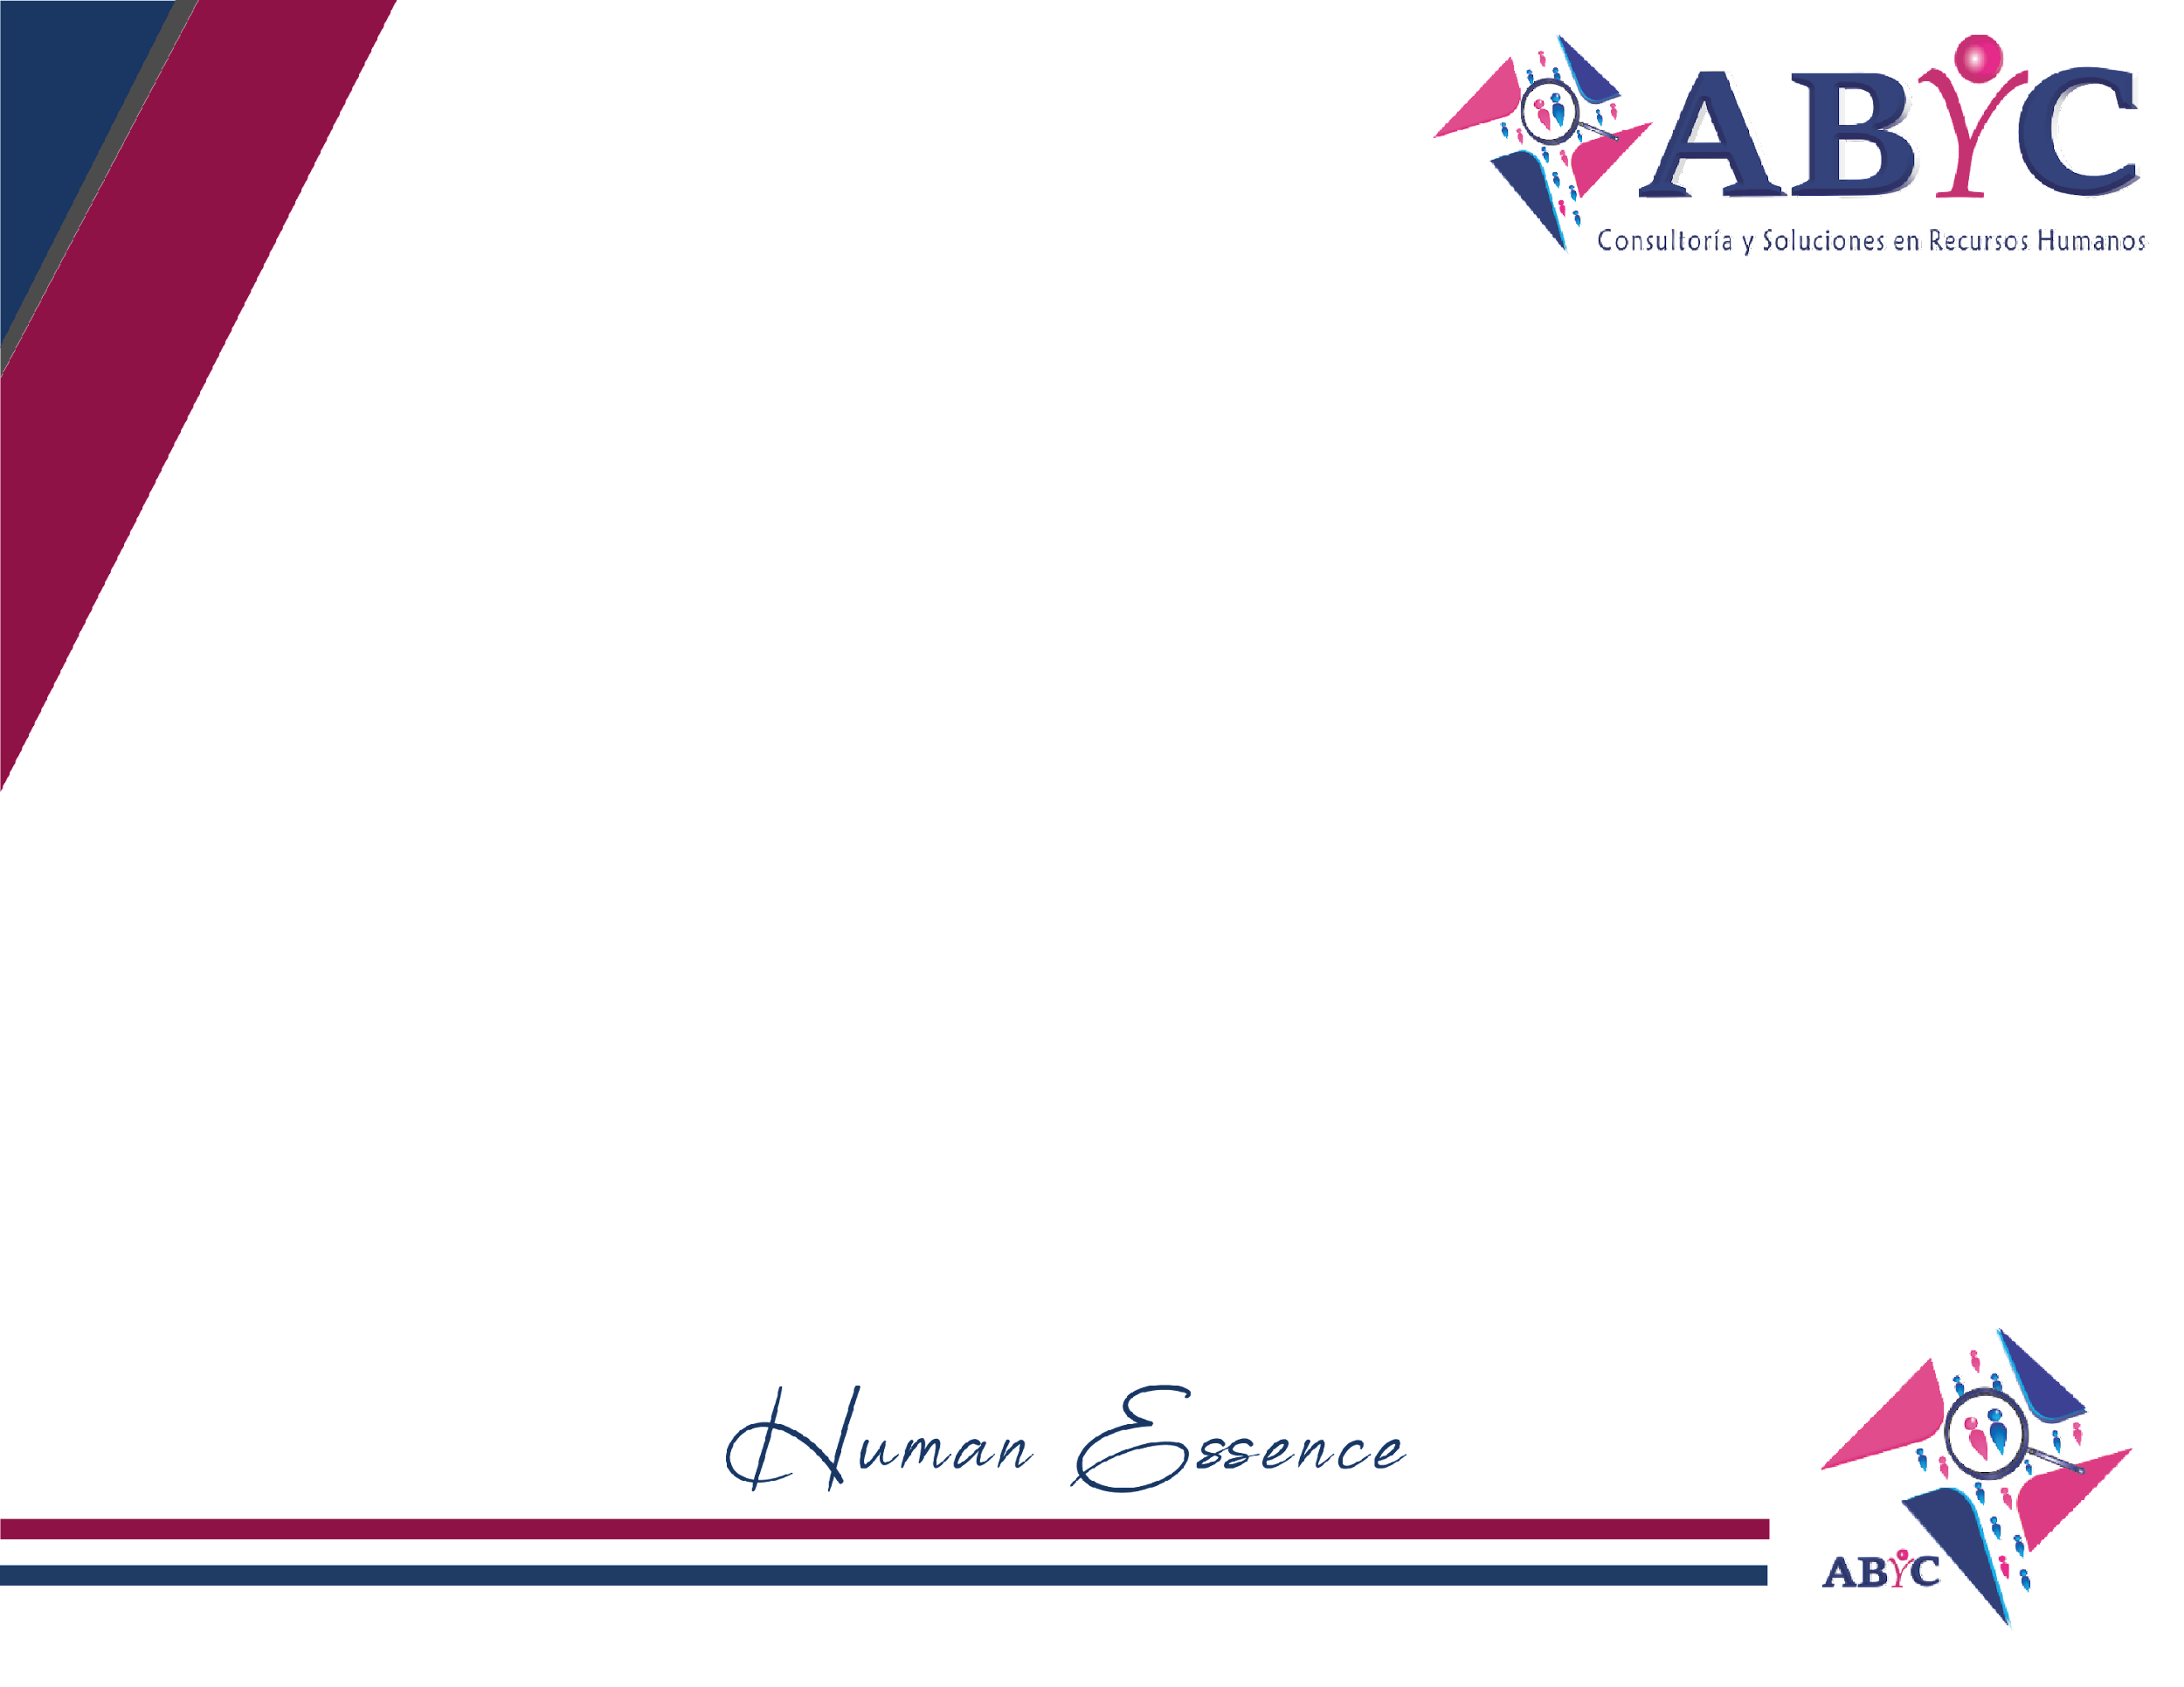 ABYC
Consultoría y Soluciones en Recursos Humanos
Human Essence
ABYC